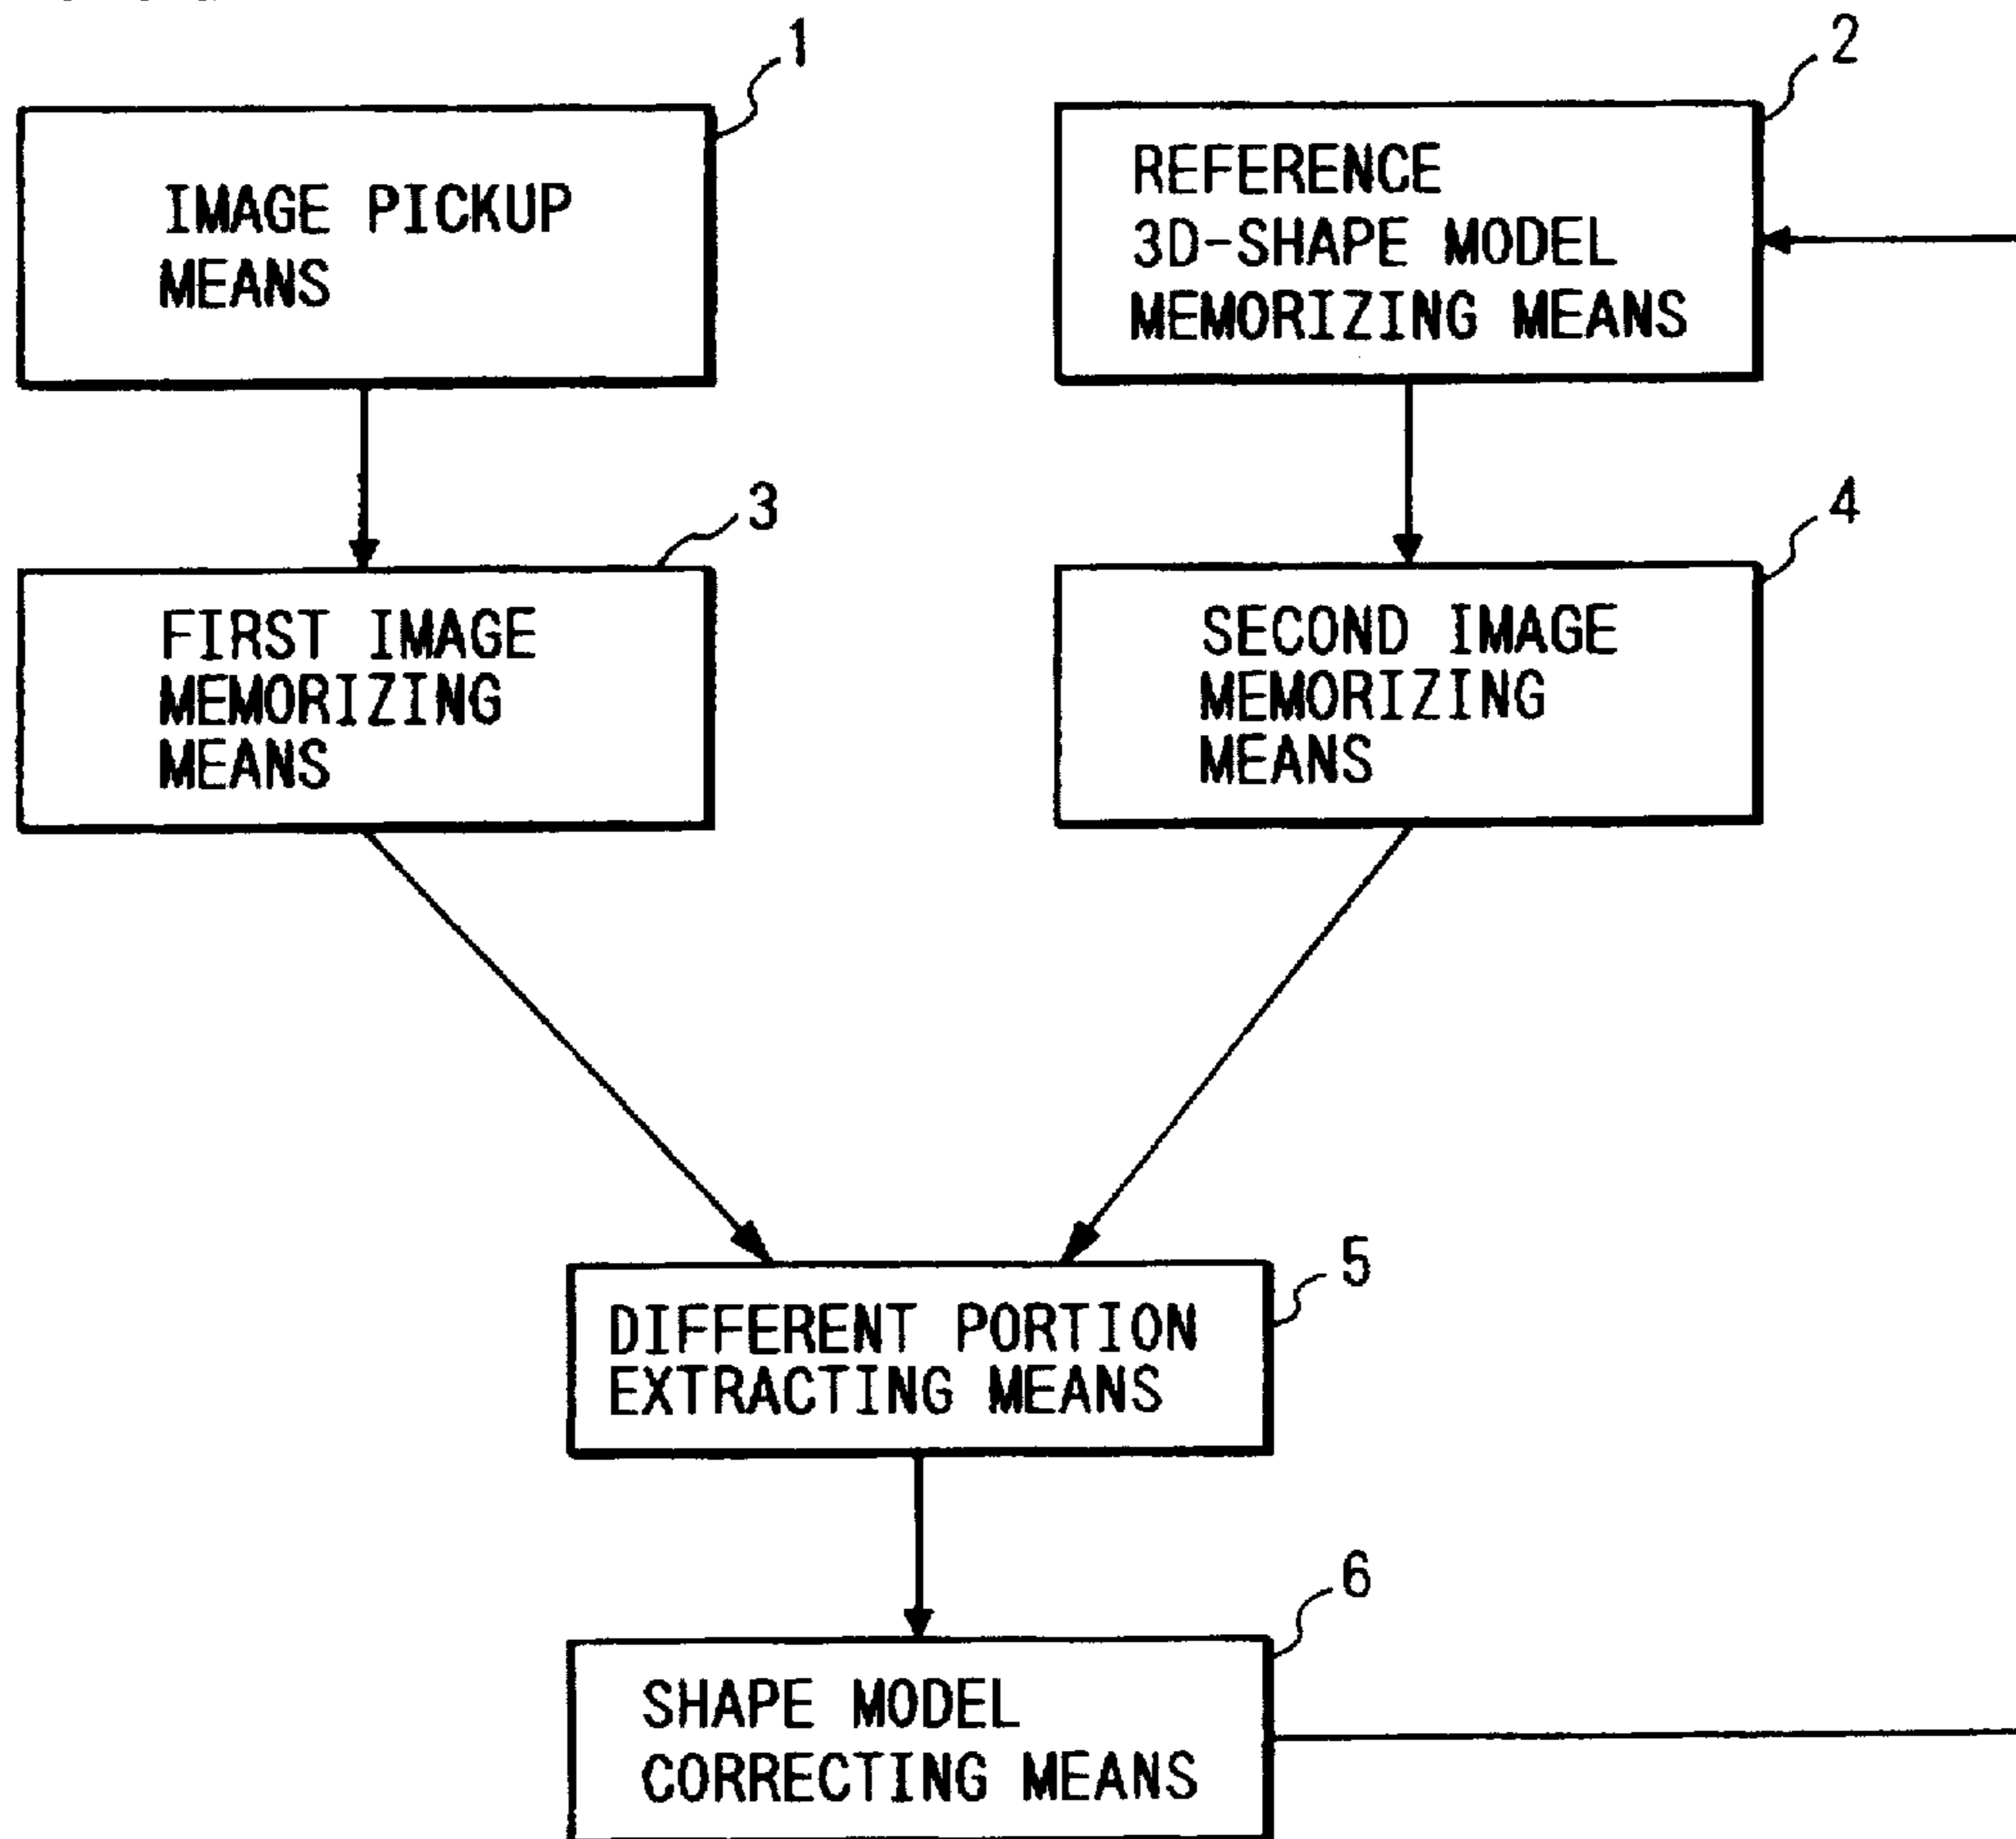 1
IMAGE PICKUP
MEANS
2
REFERENCE
3D-SHAPE MODEL
MEMORIZING MEANS
3
FIRST IMAGE
MEMORIZING
MEANS
4
SECOND IMAGE
MEMORIZING
MEANS
5
DIFFERENT PORTION
EXTRACTING MEANS
6
SHAPE MODEL
CORRECTING MEANS